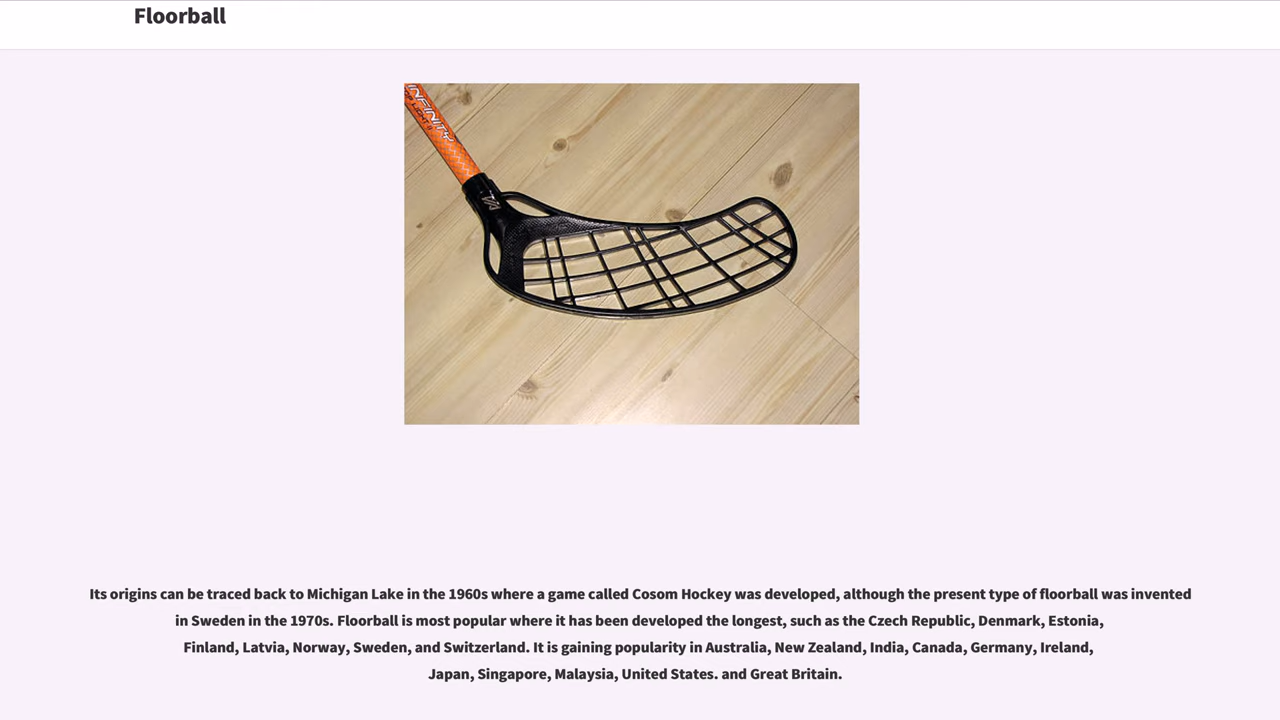 Floorball
INFINITY
Its origins can be traced back to Michigan Lake in the 1960s where a game called Cosom Hockey was developed, although the present type of floorball was invented
in Sweden in the 1970s. Floorball is most popular where it has been developed the longest, such as the Czech Republic, Denmark, Estonia,
Finland, Latvia, Norway, Sweden, and Switzerland. It is gaining popularity in Australia, New Zealand, India, Canada, Germany, Ireland,
Japan, Singapore, Malaysia, United States. and Great Britain.